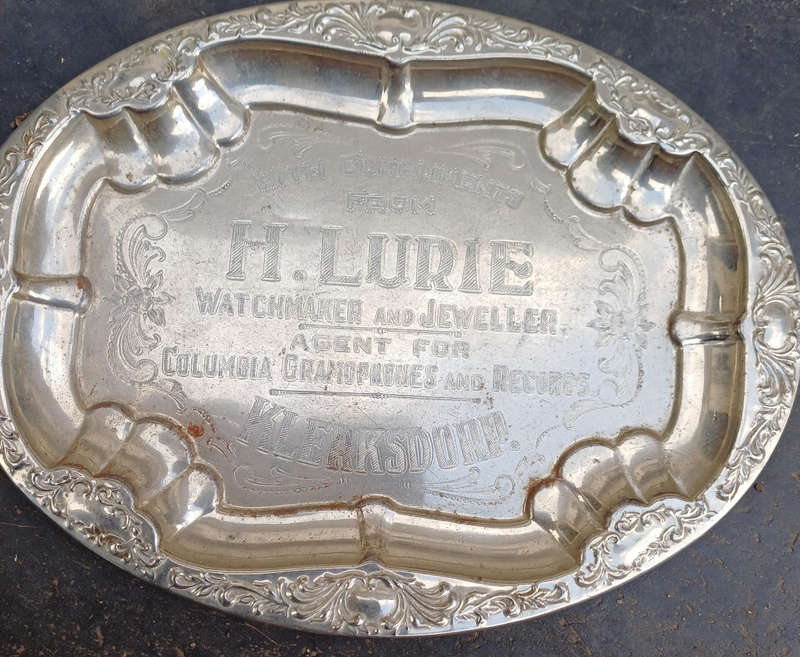 WITH COMPLIMENTS
FROM
H. LURIE
WATCHMAKER AND JEWELLER
AGENT FOR
COLUMBIA GRAMOPHONES AND RECORDS
KLERKSDORP.